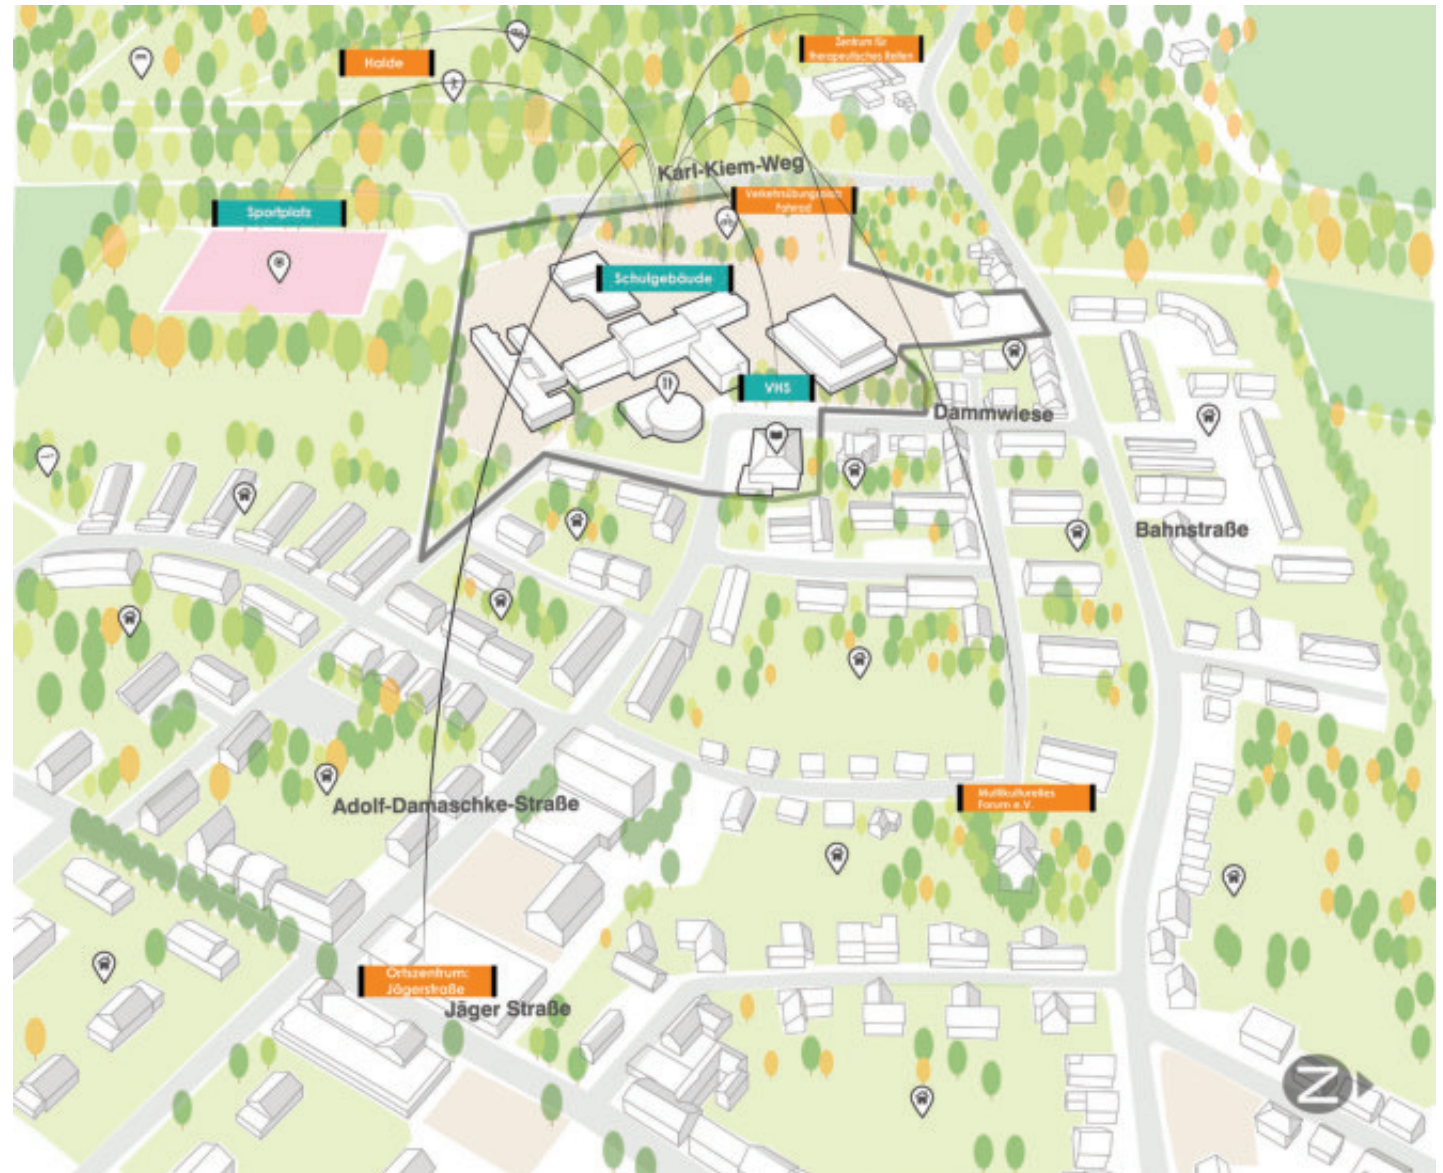 Halde
Zentrum für
therapeutisches Reiten
Karl-Kiem-Weg
Verkehrsübungsplatz
Fahrrad
Sportplatz
Schulgebäude
VHS
Dammwiese
Bahnstraße
Multikulturelles
Forum e.V.
Adolf-Damaschke-Straße
Ortszentrum:
Jägerstraße
Jäger Straße
N